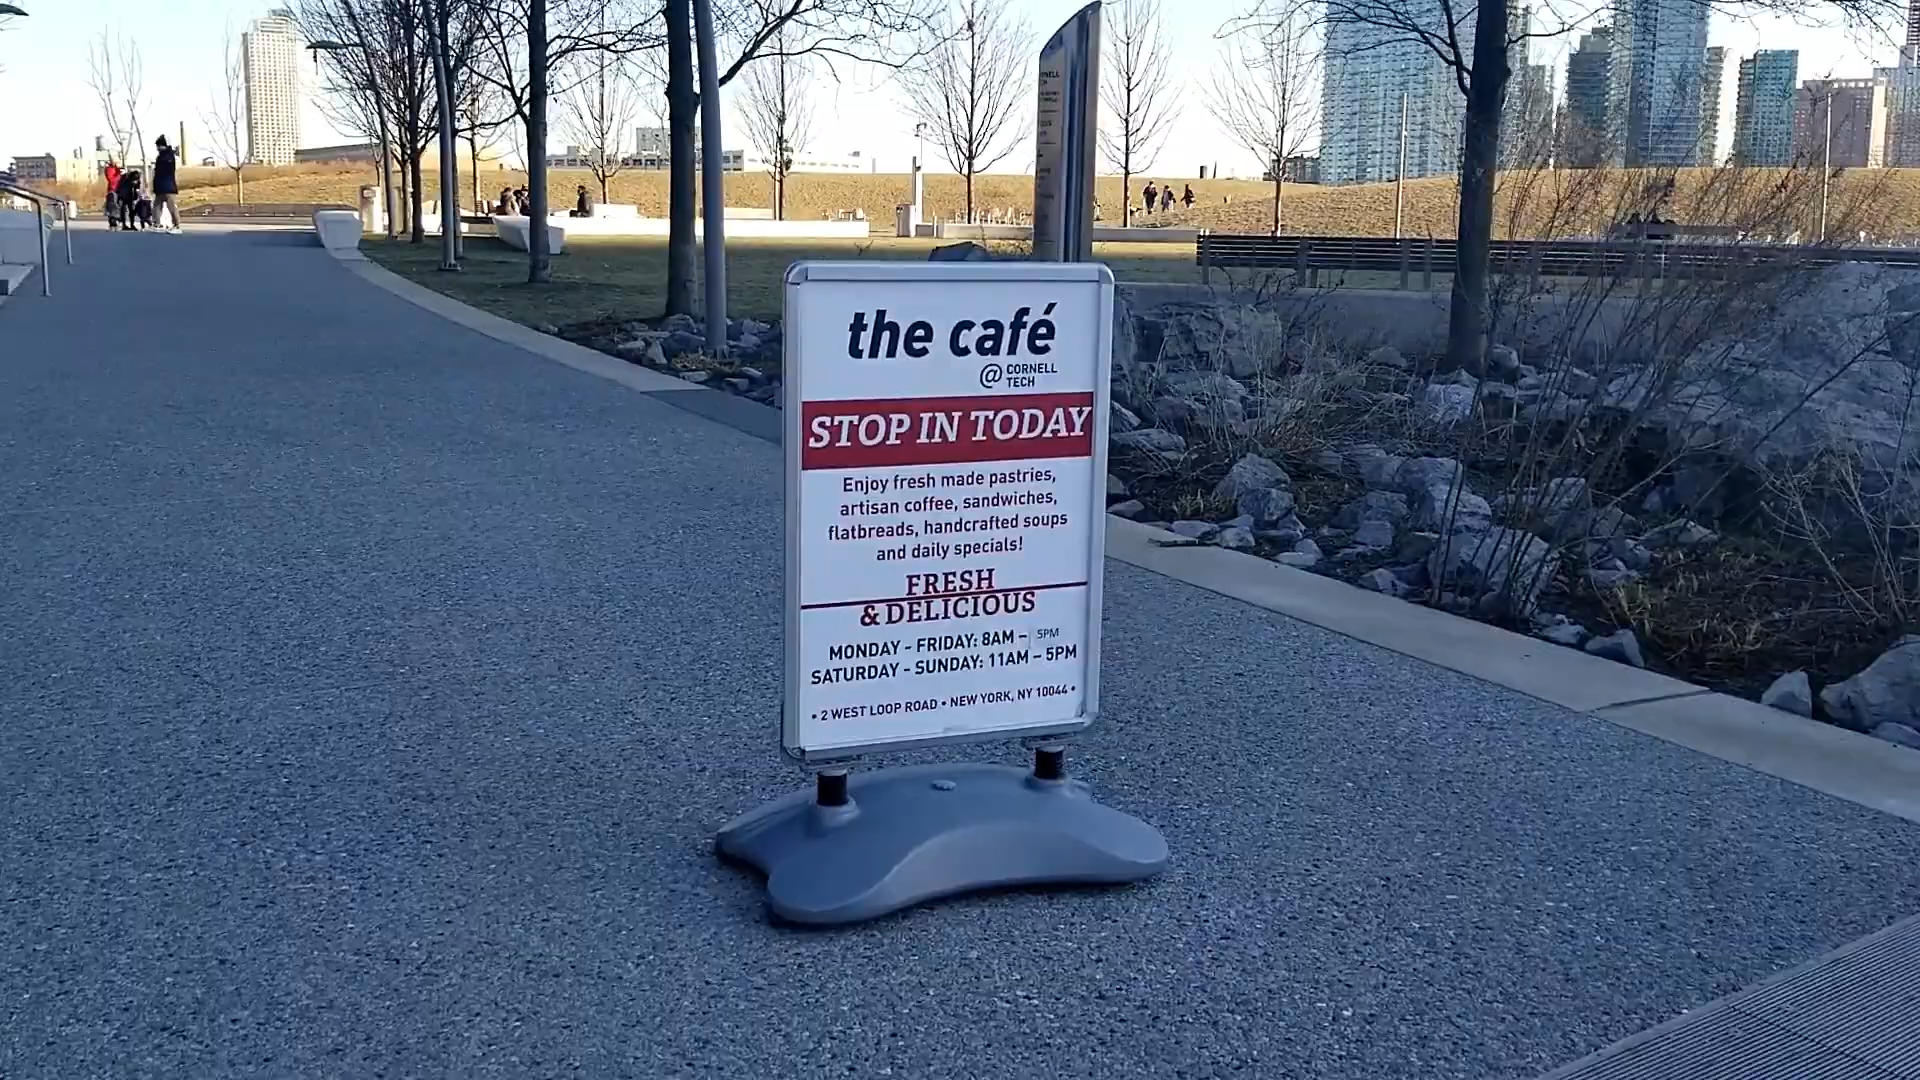 the café
@ CORNELL
TECH
STOP IN TODAY
Enjoy fresh made pastries,
artisan coffee, sandwiches,
flatbreads, handcrafted soups
and daily specials!
FRESH
& DELICIOUS
MONDAY - FRIDAY: 8AM – 5PM
SATURDAY - SUNDAY: 11AM – 5PM
• 2 WEST LOOP ROAD • NEW YORK, NY 10044 •